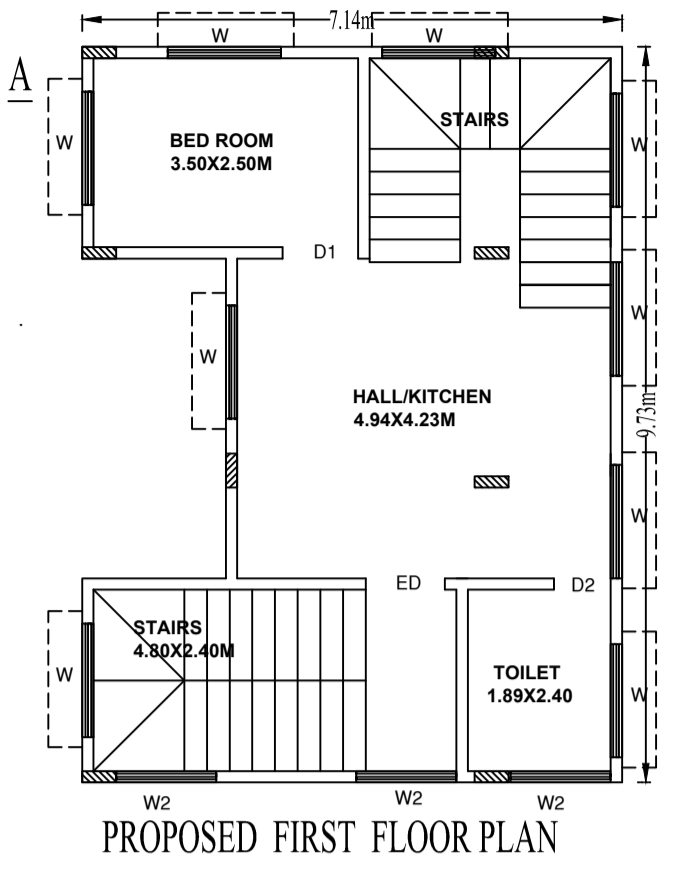 7.14m
W
W
A
W
BED ROOM
3.50X2.50M
STAIRS
W
D1
W
W
HALL/KITCHEN
4.94X4.23M
9.73m
W
ED
D2
STAIRS
4.80X2.40M
W
TOILET
1.89X2.40
W
W2
W2
W2
PROPOSED FIRST FLOOR PLAN